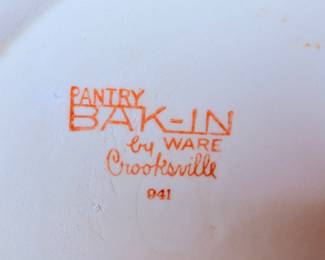 PANTRY
BAK-IN
by WARE
Crooksville
941